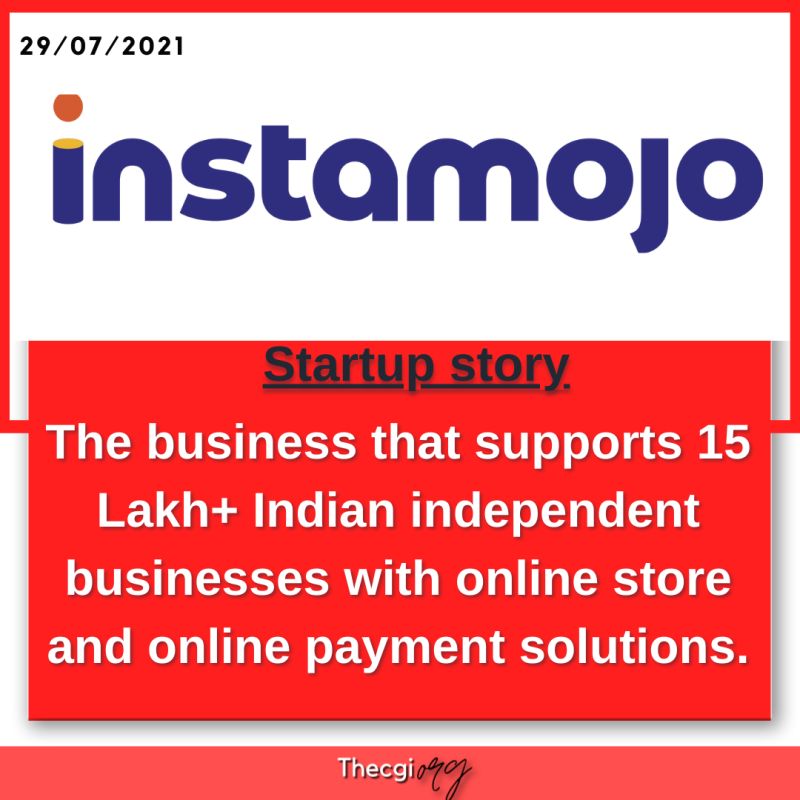 29/07/2021
instamojo
Startup story
The business that supports 15
Lakh+ Indian independent
businesses with online store
and online payment solutions.
Thecgiorg